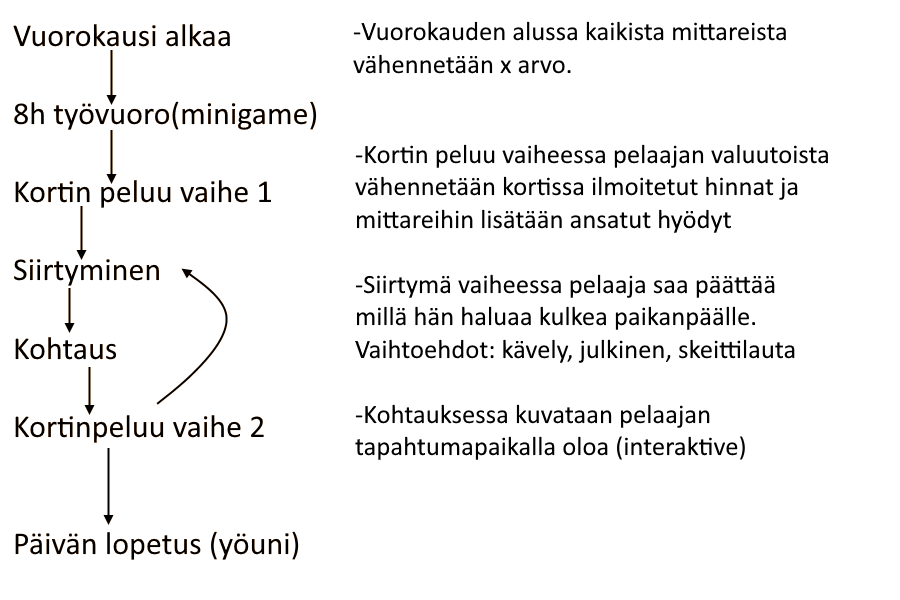 Vuorokausi alkaa
8h työvuoro(minigame)
Kortin peluu vaihe 1
Siirtyminen
Kohtaus
Kortinpeluu vaihe 2
Päivän lopetus (yöuni)
-Vuorokauden alussa kaikista mittareista
vähennetään x arvo.
-Kortin peluu vaiheessa pelaajan valuutoista
vähennetään kortissa ilmoitetut hinnat ja
mittareihin lisätään ansatut hyödyt
-Siirtymä vaiheessa pelaaja saa päättää
millä hän haluaa kulkea paikanpäälle.
Vaihtoehdot: kävely, julkinen, skeittilauta
-Kohtauksessa kuvataan pelaajan
tapahtumapaikalla oloa (interaktive)